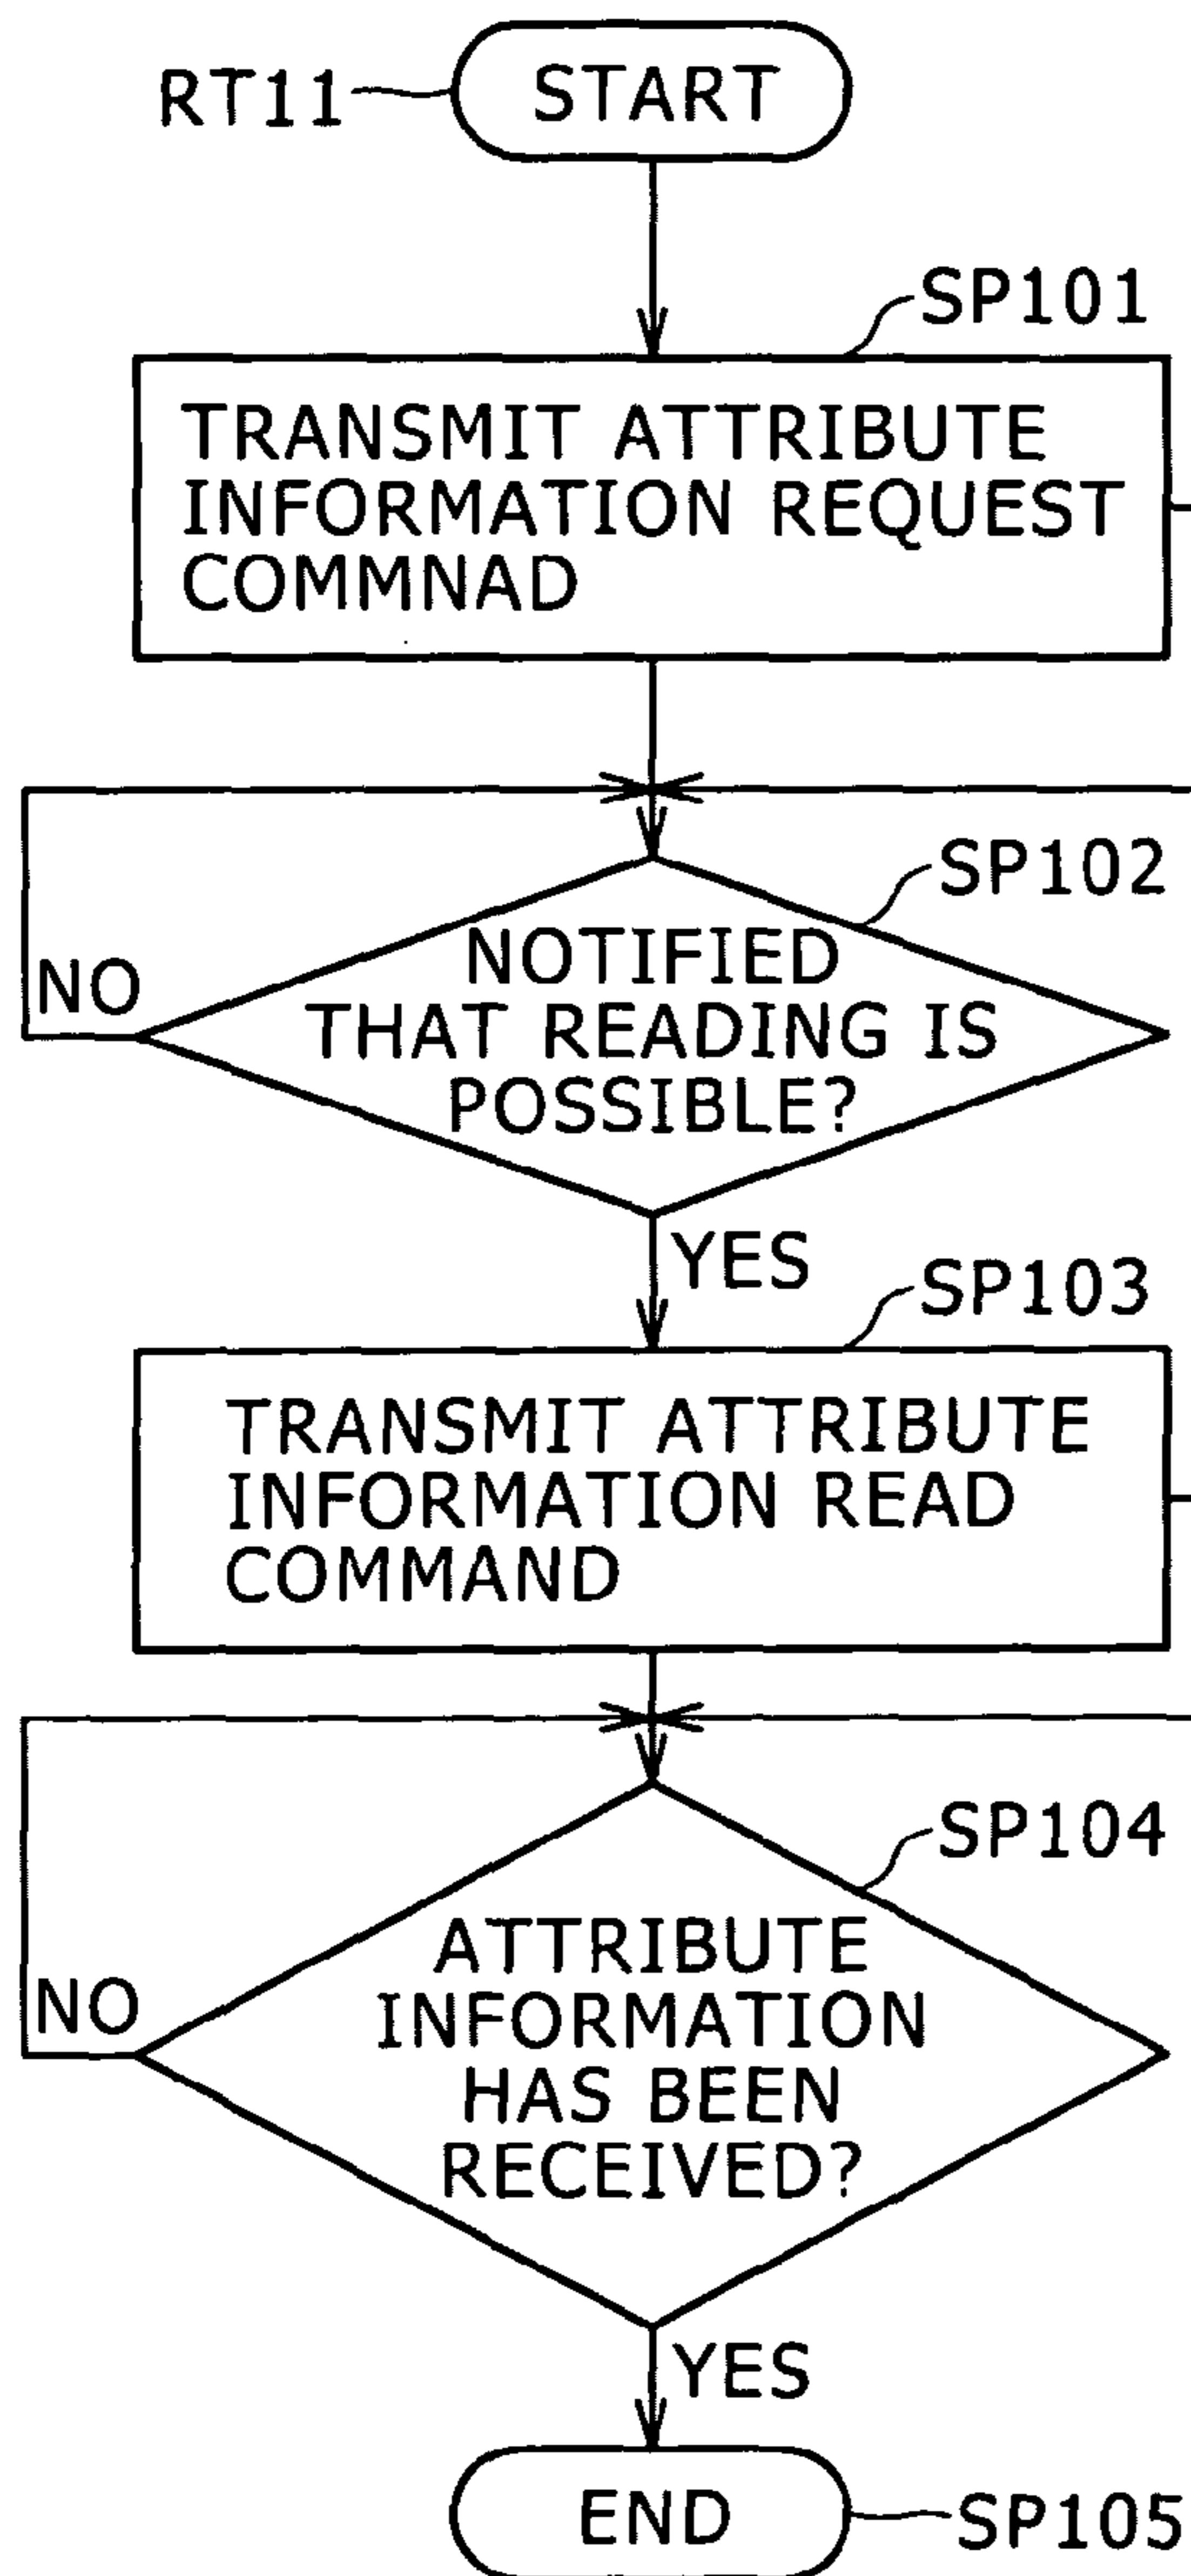 RT11
START
SP101
TRANSMIT ATTRIBUTE
INFORMATION REQUEST
COMMNAD
SP102
NOTIFIED
THAT READING IS
POSSIBLE?
NO
YES
SP103
TRANSMIT ATTRIBUTE
INFORMATION READ
COMMAND
SP104
ATTRIBUTE
INFORMATION
HAS BEEN
RECEIVED?
NO
YES
END
SP105